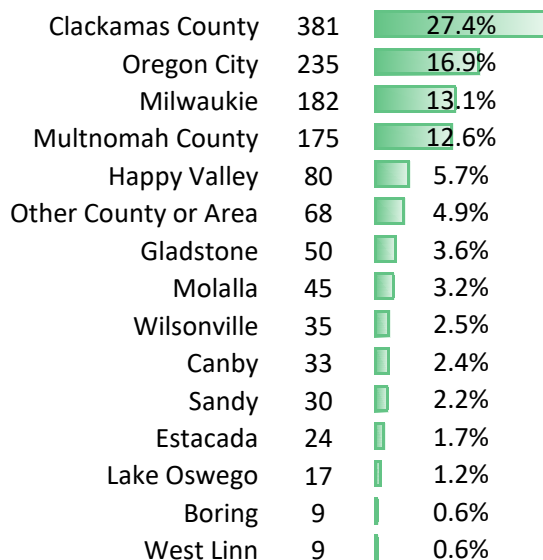 Clackamas County 381 27.4%
Oregon City 235 16.9%
Milwaukie 182 13.1%
Multnomah County 175 12.6%
Happy Valley 80 5.7%
Other County or Area 68 4.9%
Gladstone 50 3.6%
Molalla 45 3.2%
Wilsonville 35 2.5%
Canby 33 2.4%
Sandy 30 2.2%
Estacada 24 1.7%
Lake Oswego 17 1.2%
Boring 9 0.6%
West Linn 9 0.6%